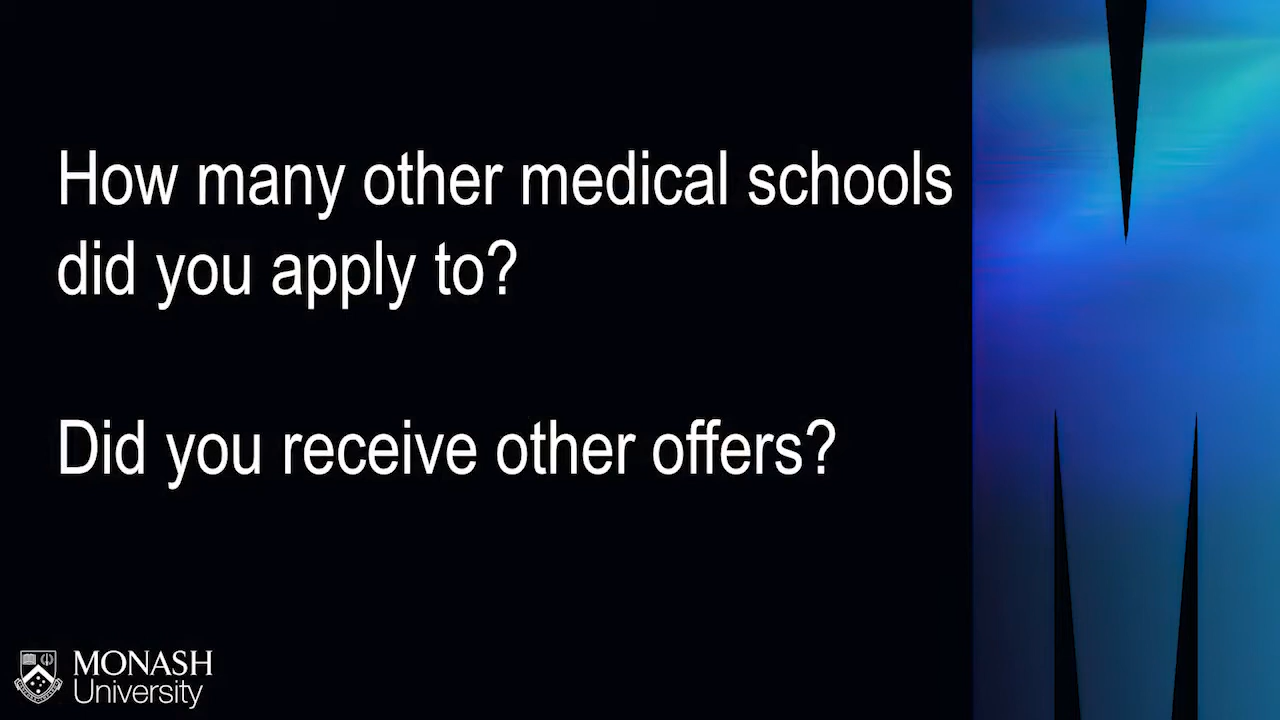 How many other medical schools
did you apply to?
Did you receive other offers?
MONASH
University